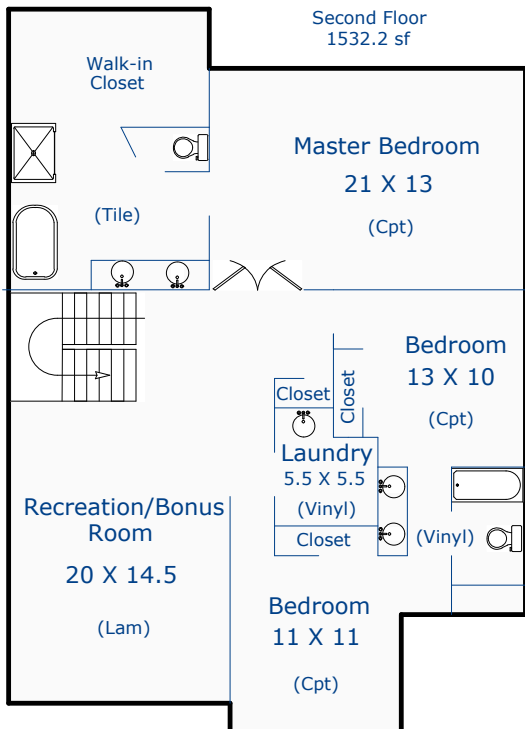 Second Floor
1532.2 sf
Walk-in
Closet
Master Bedroom
21 X 13
(Cpt)
(Tile)
Bedroom
13 X 10
(Cpt)
Closet
Closet
Laundry
5.5 X 5.5
(Vinyl)
Closet
(Vinyl)
Recreation/Bonus
Room
20 X 14.5
(Lam)
Bedroom
11 X 11
(Cpt)